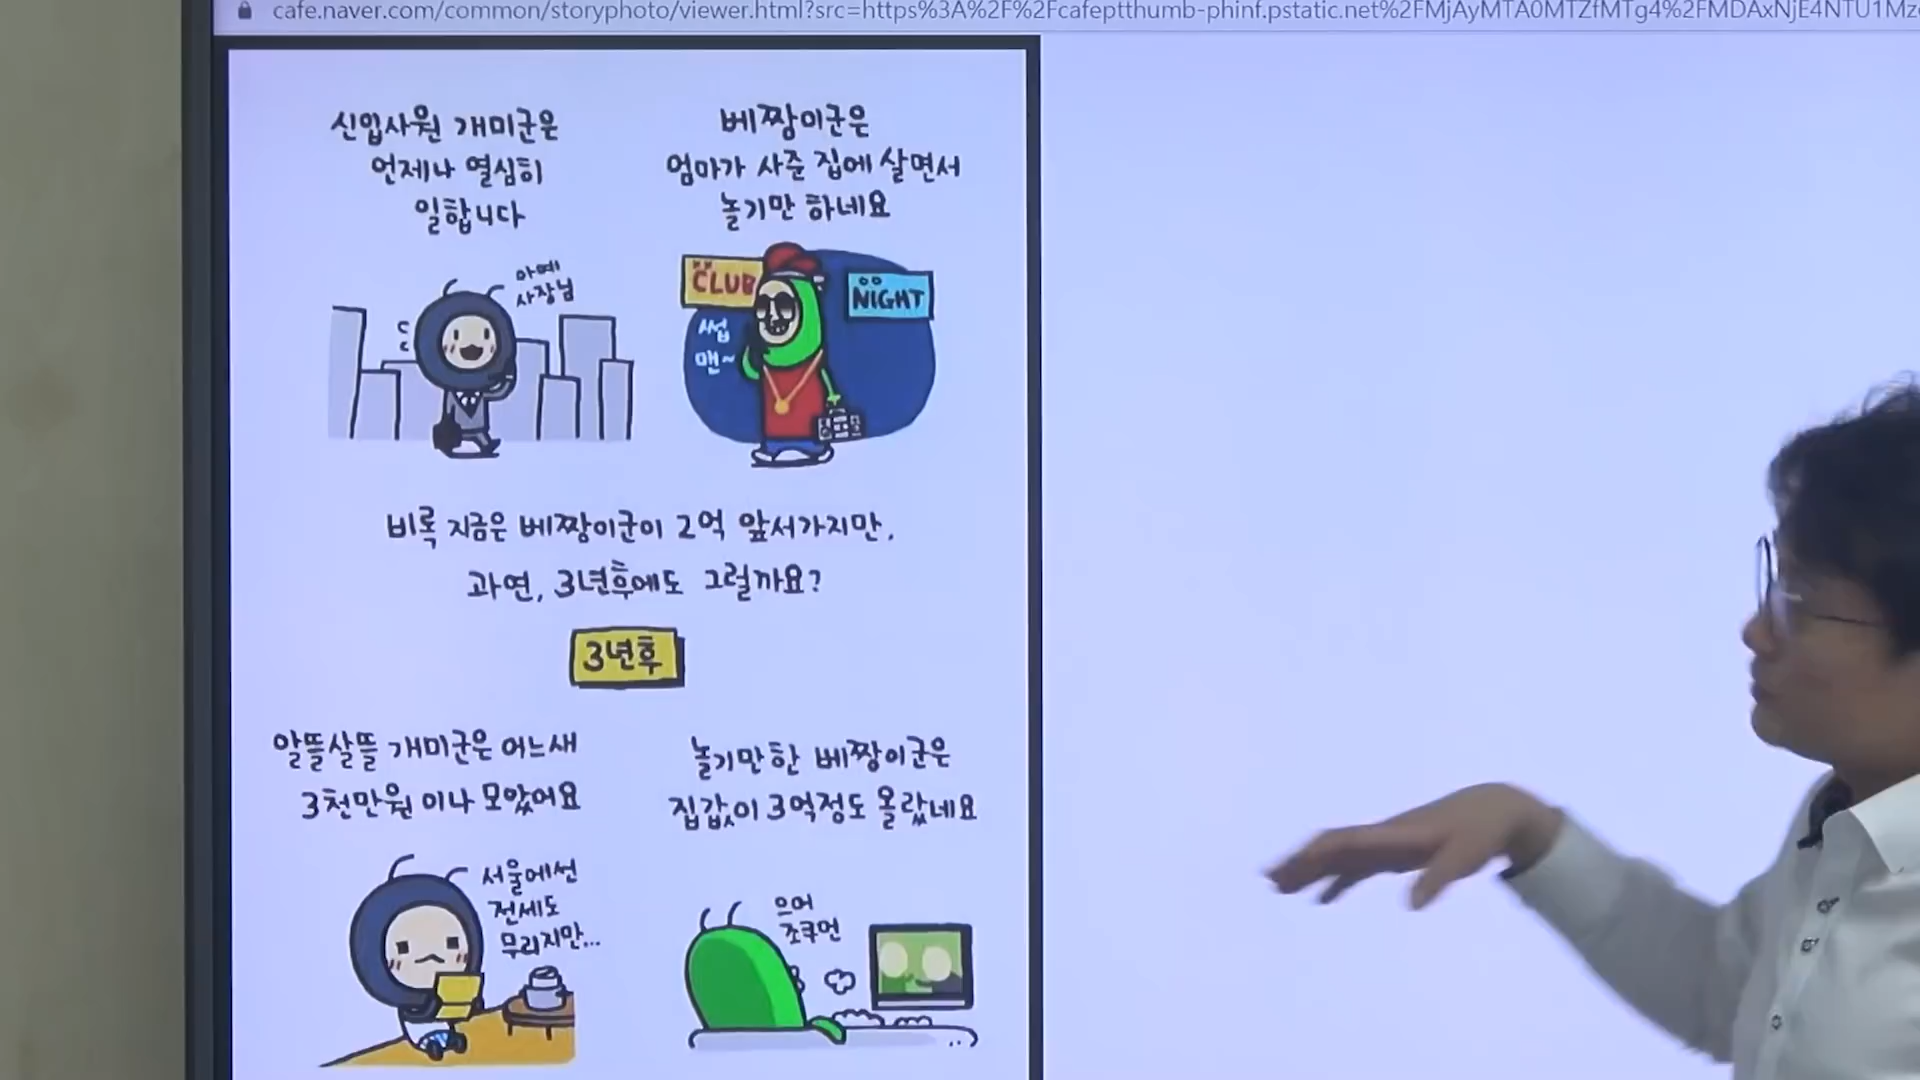 cafe.naver.com/common/storyphoto/viewer.html?src=https%3A%2F%2Fcafeptthumb-phinf.pstatic.net%2FMjAyMTA0MTZfMTg4%2FMDAxNjE4NTU1Mzc
신입사원 개미군은
언제나 열심히
일합니다
아예
사장님
베짱이군은
엄마가 사준 집에 살면서
놀기만 하네요
CLUB
NIGHT
썹
맨~
비록 지금은 베짱이군이 2억 앞서가지만,
과연, 3년후에도 그럴까요?
3년후
알뜰살뜰 개미군은 어느새
3천만원 이나 모았어요
서울에선
전세도
무리지만...
놀기만한 베짱이군은
집값이 3억정도 올랐네요
으어
조쿠먼